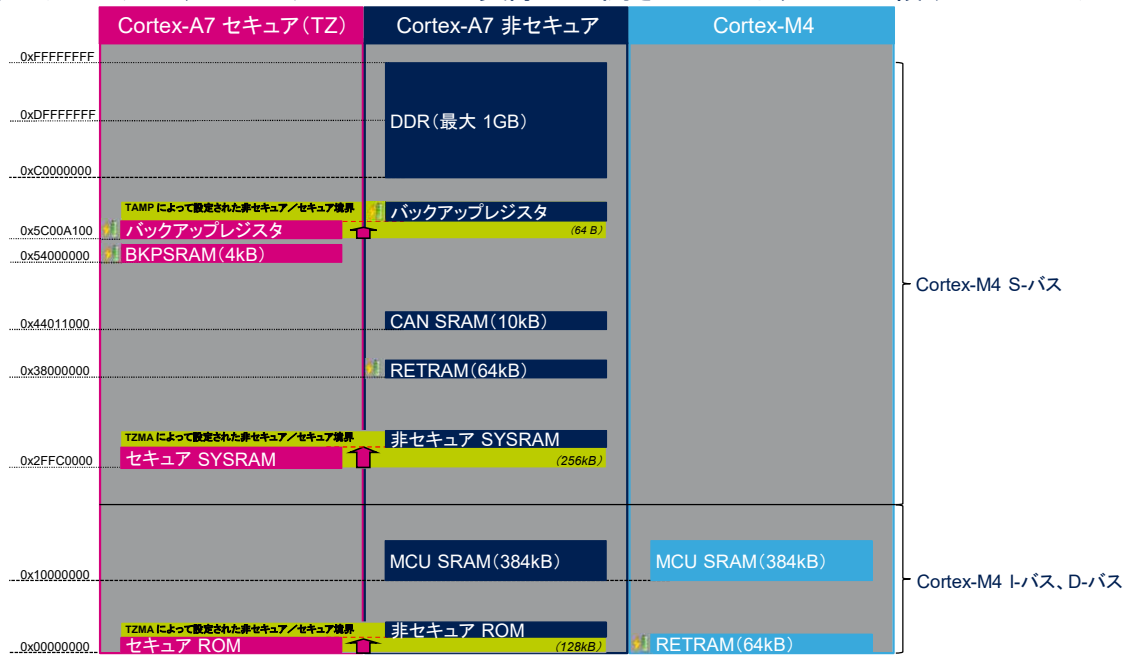 Cortex-A7 セキュア(TZ)
Cortex-A7 非セキュア
Cortex-M4
0xFFFFFFFF
0xDFFFFFFF
DDR(最大 1GB)
0xC0000000
TAMP によって設定された非セキュア/セキュア境界
バックアップレジスタ
0x5C00A100
バックアップレジスタ
(64 B)
0x54000000
BKPSRAM(4kB)
Cortex-M4 S-バス
0x44011000
CAN SRAM(10kB)
0x38000000
RETRAM(64kB)
TZMA によって設定された非セキュア/セキュア境界
非セキュア SYSRAM
0x2FFC0000
セキュア SYSRAM
(256kB)
MCU SRAM(384kB)
MCU SRAM(384kB)
0x10000000
Cortex-M4 I-バス、D-バス
TZMA によって設定された非セキュア/セキュア境界
非セキュア ROM
0x00000000
セキュア ROM
(128kB)
RETRAM(64kB)